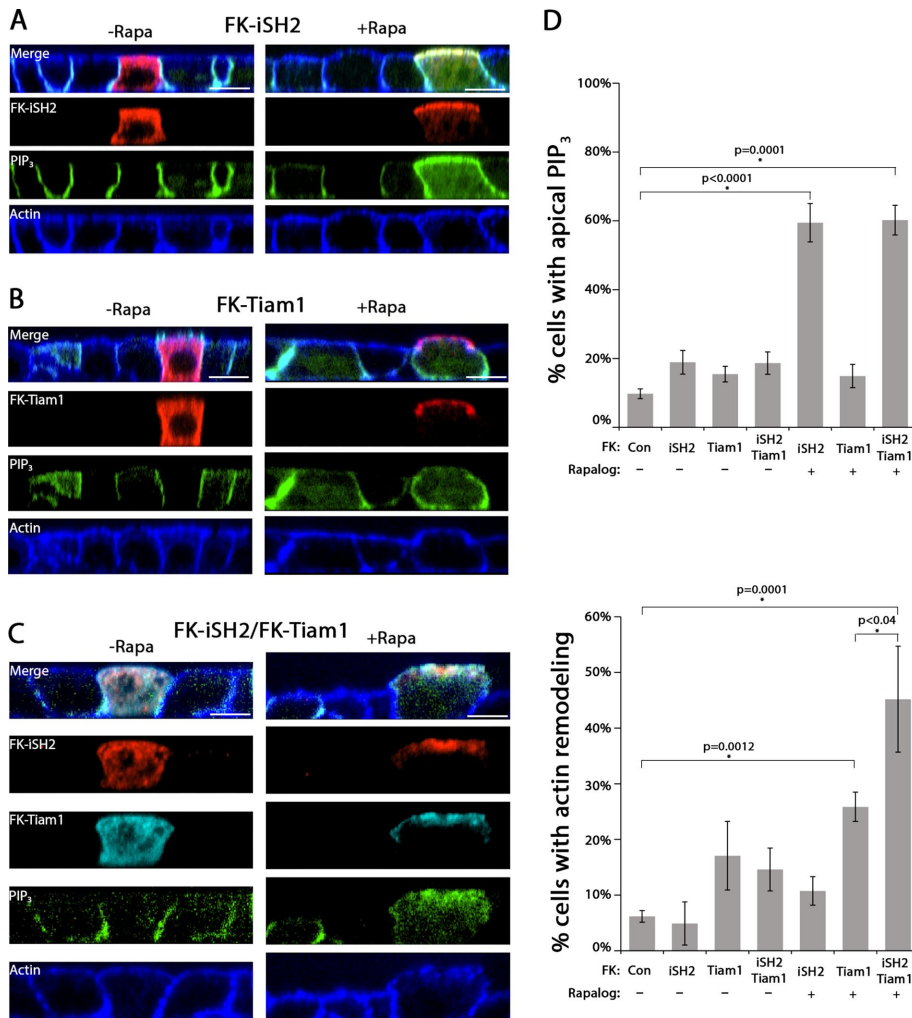 A
FK-iSH2
-Rapa
+Rapa
Merge
FK-iSH2
PIP3
Actin
B
FK-Tiam1
-Rapa
+Rapa
Merge
FK-Tiam1
PIP3
Actin
C
FK-iSH2/FK-Tiam1
-Rapa
+Rapa
Merge
FK-iSH2
FK-Tiam1
PIP3
Actin
D
% cells with apical PIP3
100%
80%
60%
40%
20%
0%
p=0.0001
*
p<0.0001
*
FK: Con iSH2 Tiam1 iSH2 Tiam1 iSH2 Tiam1 iSH2 Tiam1
Rapalog: − − − − + + +
% cells with actin remodeling
60%
50%
40%
30%
20%
10%
0%
p=0.0001
*
p<0.04
*
p=0.0012
*
FK: Con iSH2 Tiam1 iSH2 Tiam1 iSH2 Tiam1 iSH2 Tiam1
Rapalog: − − − − + + +